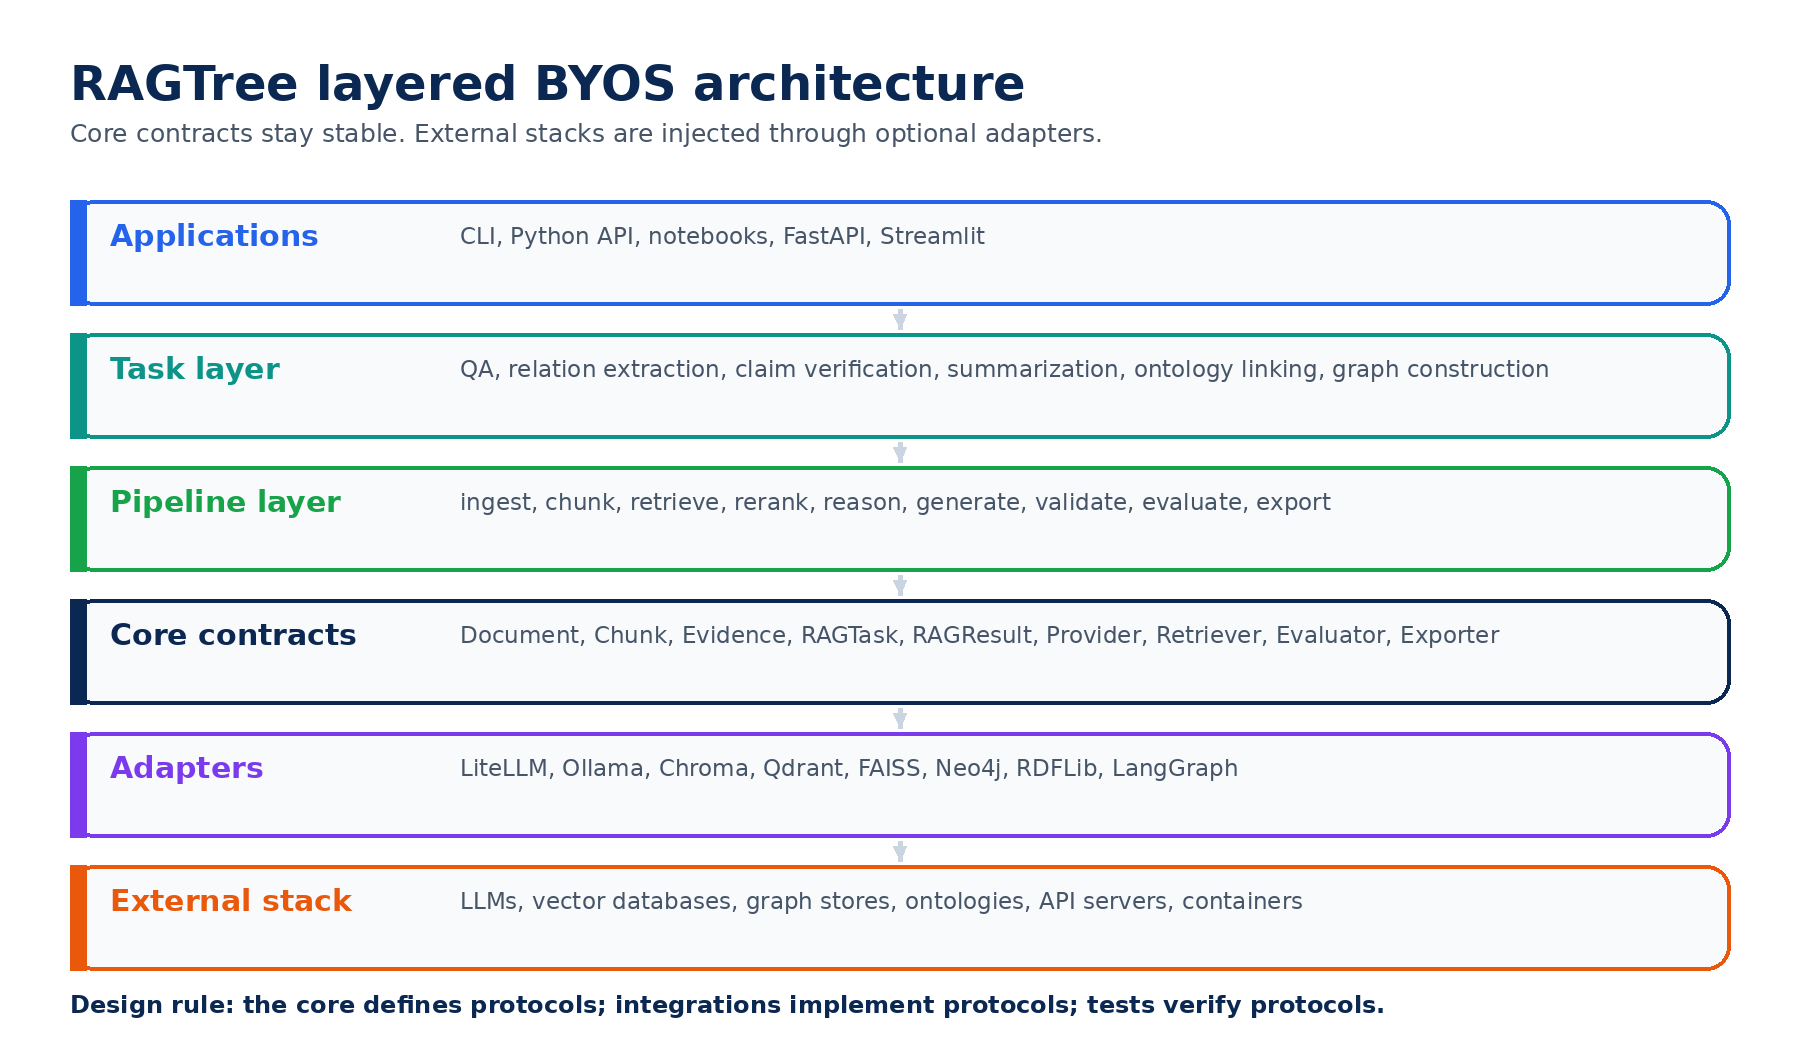 RAGTree layered BYOS architecture
Core contracts stay stable. External stacks are injected through optional adapters.
Applications
CLI, Python API, notebooks, FastAPI, Streamlit
Task layer
QA, relation extraction, claim verification, summarization, ontology linking, graph construction
Pipeline layer
ingest, chunk, retrieve, rerank, reason, generate, validate, evaluate, export
Core contracts
Document, Chunk, Evidence, RAGTask, RAGResult, Provider, Retriever, Evaluator, Exporter
Adapters
LiteLLM, Ollama, Chroma, Qdrant, FAISS, Neo4j, RDFLib, LangGraph
External stack
LLMs, vector databases, graph stores, ontologies, API servers, containers
Design rule: the core defines protocols; integrations implement protocols; tests verify protocols.